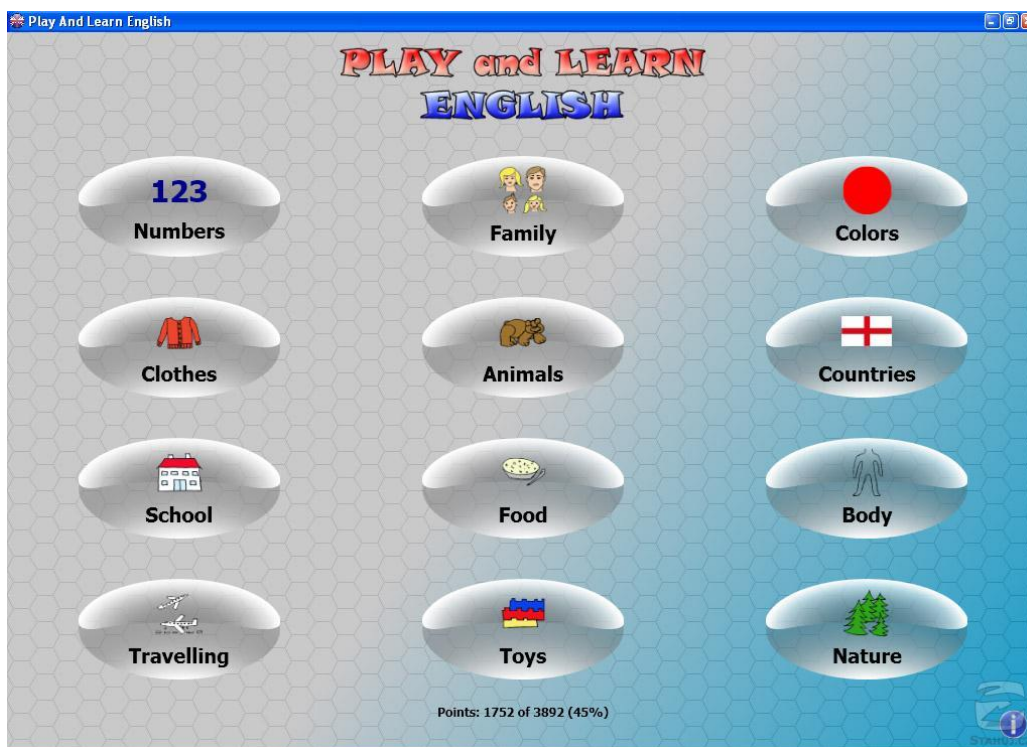 Play And Learn English
PLAY and LEARN
ENGLISH
123
Numbers
Family
Colors
Clothes
Animals
Countries
School
Food
Body
Travelling
Toys
Nature
Points: 1752 of 3892 (45%)
i